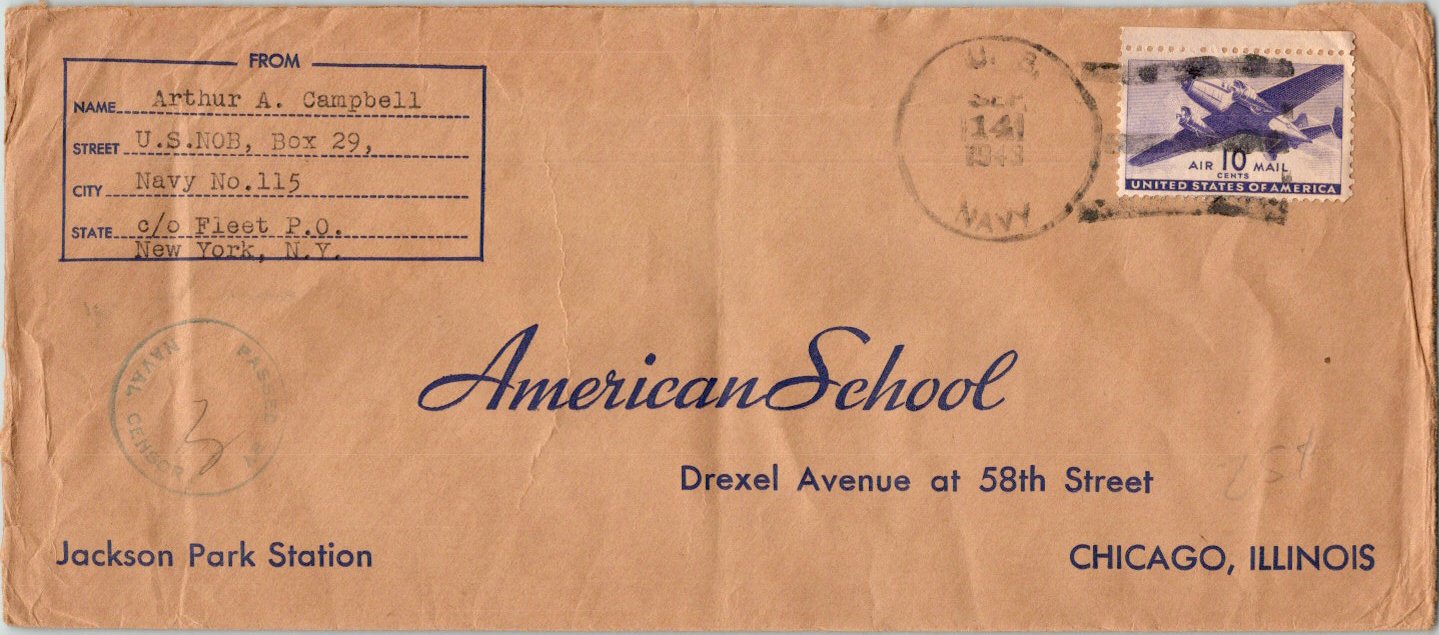 FROM
NAME Arthur A. Campbell
STREET U.S.NOB, Box 29,
CITY Navy No.115
STATE c/o Fleet P.O.
New York, N.Y.
U. S.
SEP
14
1943
NAVY
AIR 10 MAIL
CENTS
UNITED STATES OF AMERICA
PASSED BY
NAVAL CENSOR
American School
Drexel Avenue at 58th Street
Jackson Park Station
CHICAGO, ILLINOIS